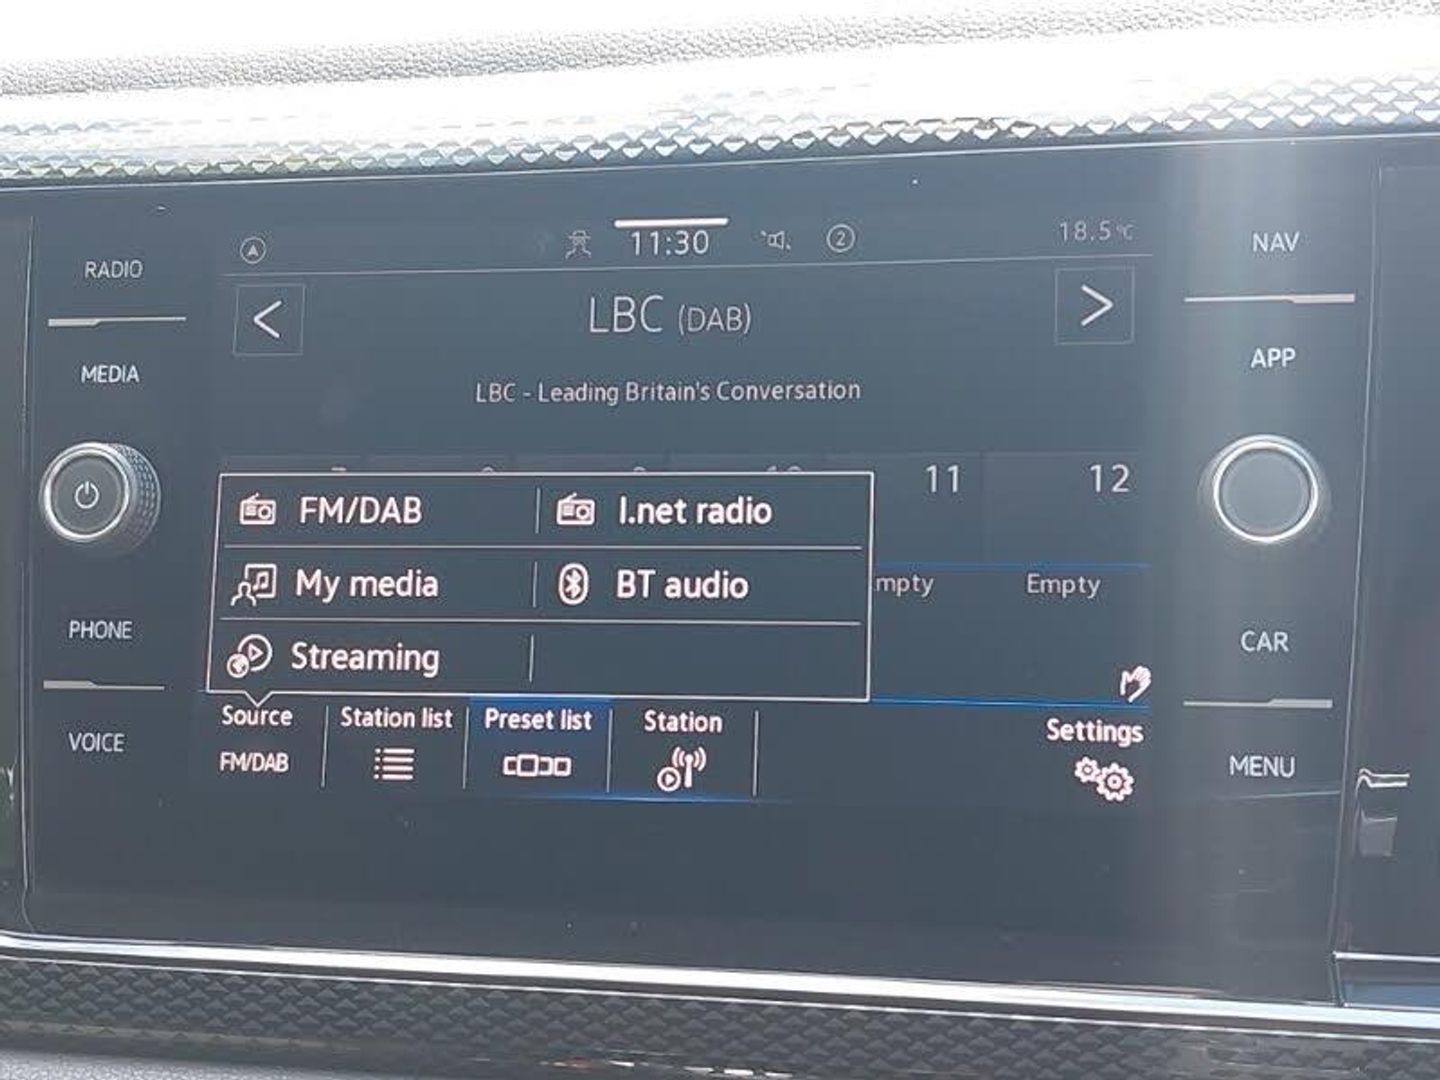 RADIO
MEDIA
PHONE
VOICE
11:30
2
18.5°C
LBC (DAB)
LBC - Leading Britain's Conversation
11
12
FM/DAB
I.net radio
My media
BT audio
Streaming
mpty
Empty
Source
FM/DAB
Station list
Preset list
Station
Settings
NAV
APP
CAR
MENU